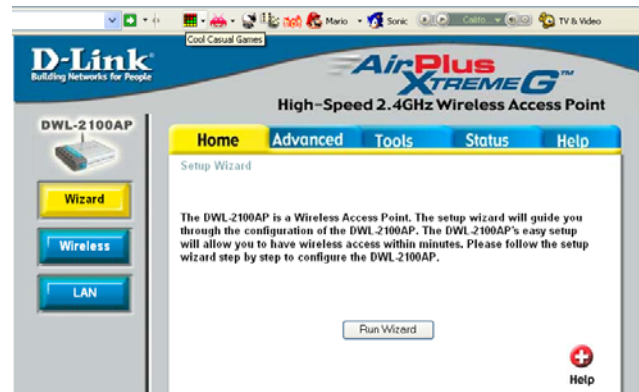 Mario
Sonic
TV & Video
Cool Casual Games
D-Link
Building Networks for People
AirPlus
XTREME G™
High-Speed 2.4GHz Wireless Access Point
DWL-2100AP
Home Advanced Tools Status Help
Setup Wizard
Wizard
The DWL-2100AP is a Wireless Access Point. The setup wizard will guide you
through the configuration of the DWL-2100AP. The DWL-2100AP's easy setup
will allow you to have wireless access within minutes. Please follow the setup
wizard step by step to configure the DWL-2100AP.
Wireless
LAN
Run Wizard
Help